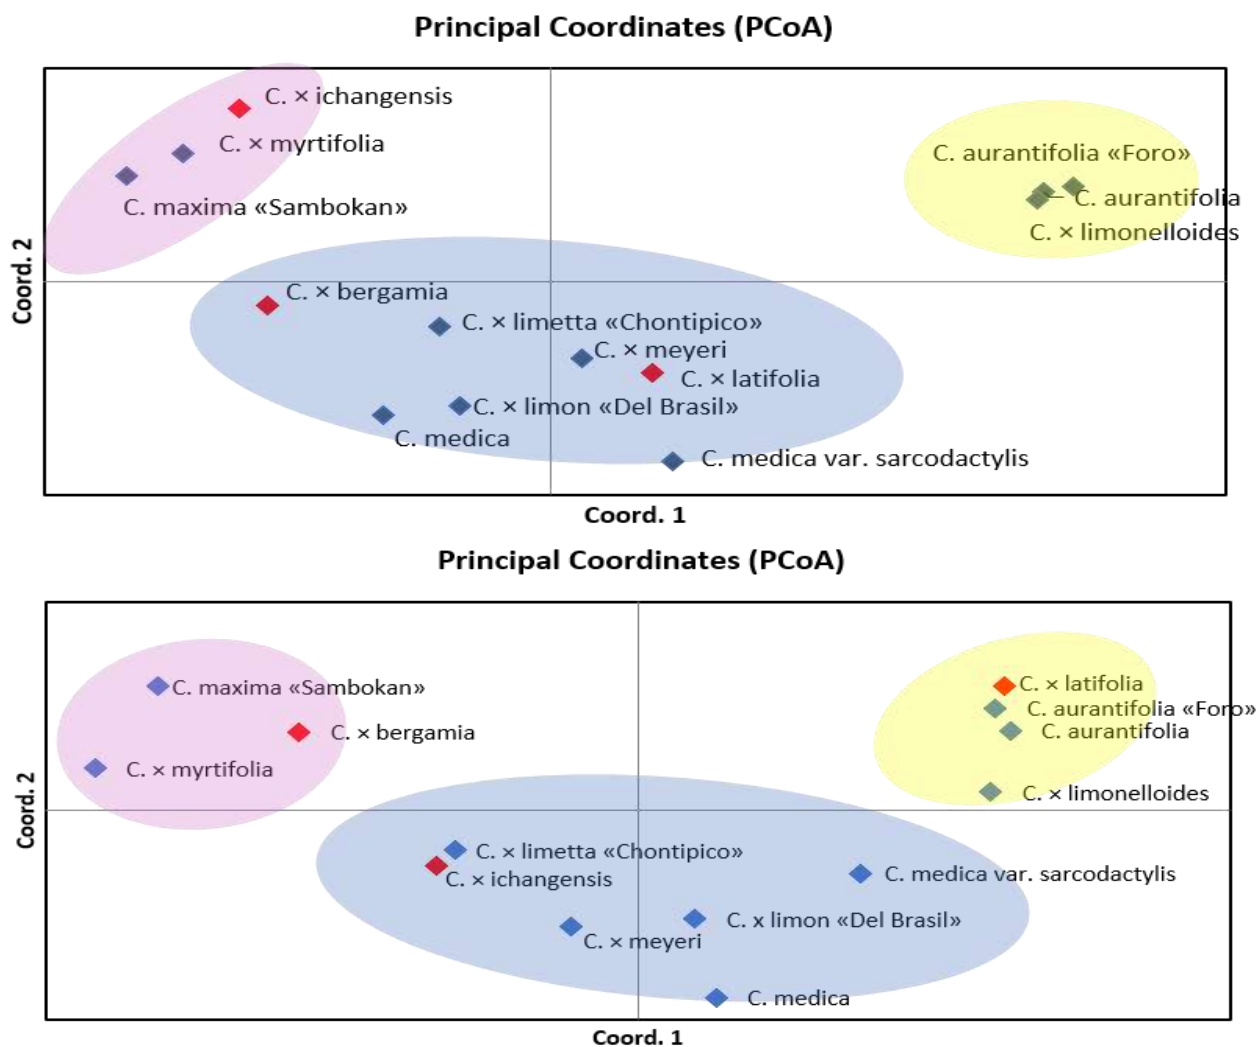 Principal Coordinates (PCoA)
C. × ichangensis
C. × myrtifolia
C. aurantifolia «Foro»
C. aurantifolia
C. maxima «Sambokan»
C. × limonelloides
Coord. 2
C. × bergamia
C. × limetta «Chontipico»
C. × meyeri
C. × latifolia
C. × limon «Del Brasil»
C. medica
C. medica var. sarcodactylis
Coord. 1
Principal Coordinates (PCoA)
C. maxima «Sambokan»
C. × latifolia
C. aurantifolia «Foro»
C. × bergamia
C. aurantifolia
C. × myrtifolia
C. × limonelloides
Coord. 2
C. × limetta «Chontipico»
C. × ichangensis
C. medica var. sarcodactylis
C. x limon «Del Brasil»
C. × meyeri
C. medica
Coord. 1